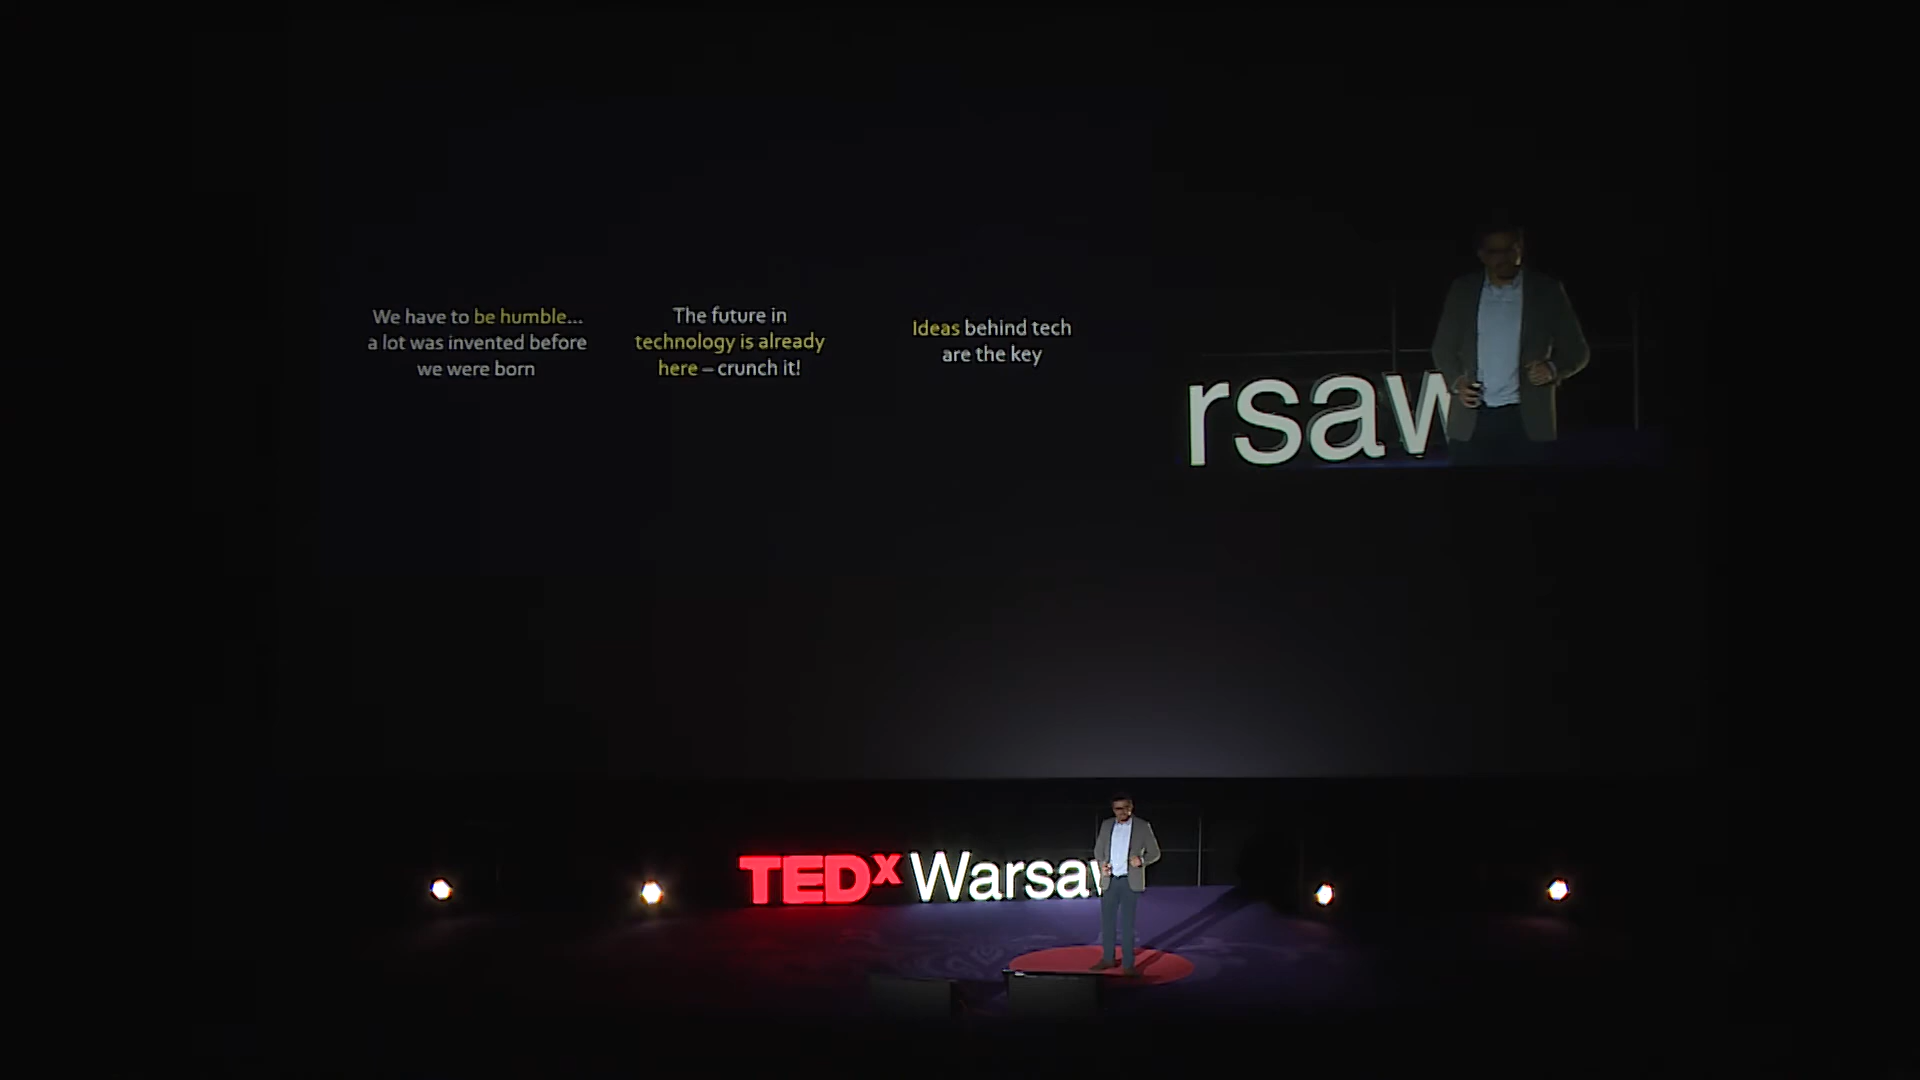 We have to be humble...
a lot was invented before
we were born
The future in
technology is already
here – crunch it!
Ideas behind tech
are the key
rsaw
TEDx Warsaw